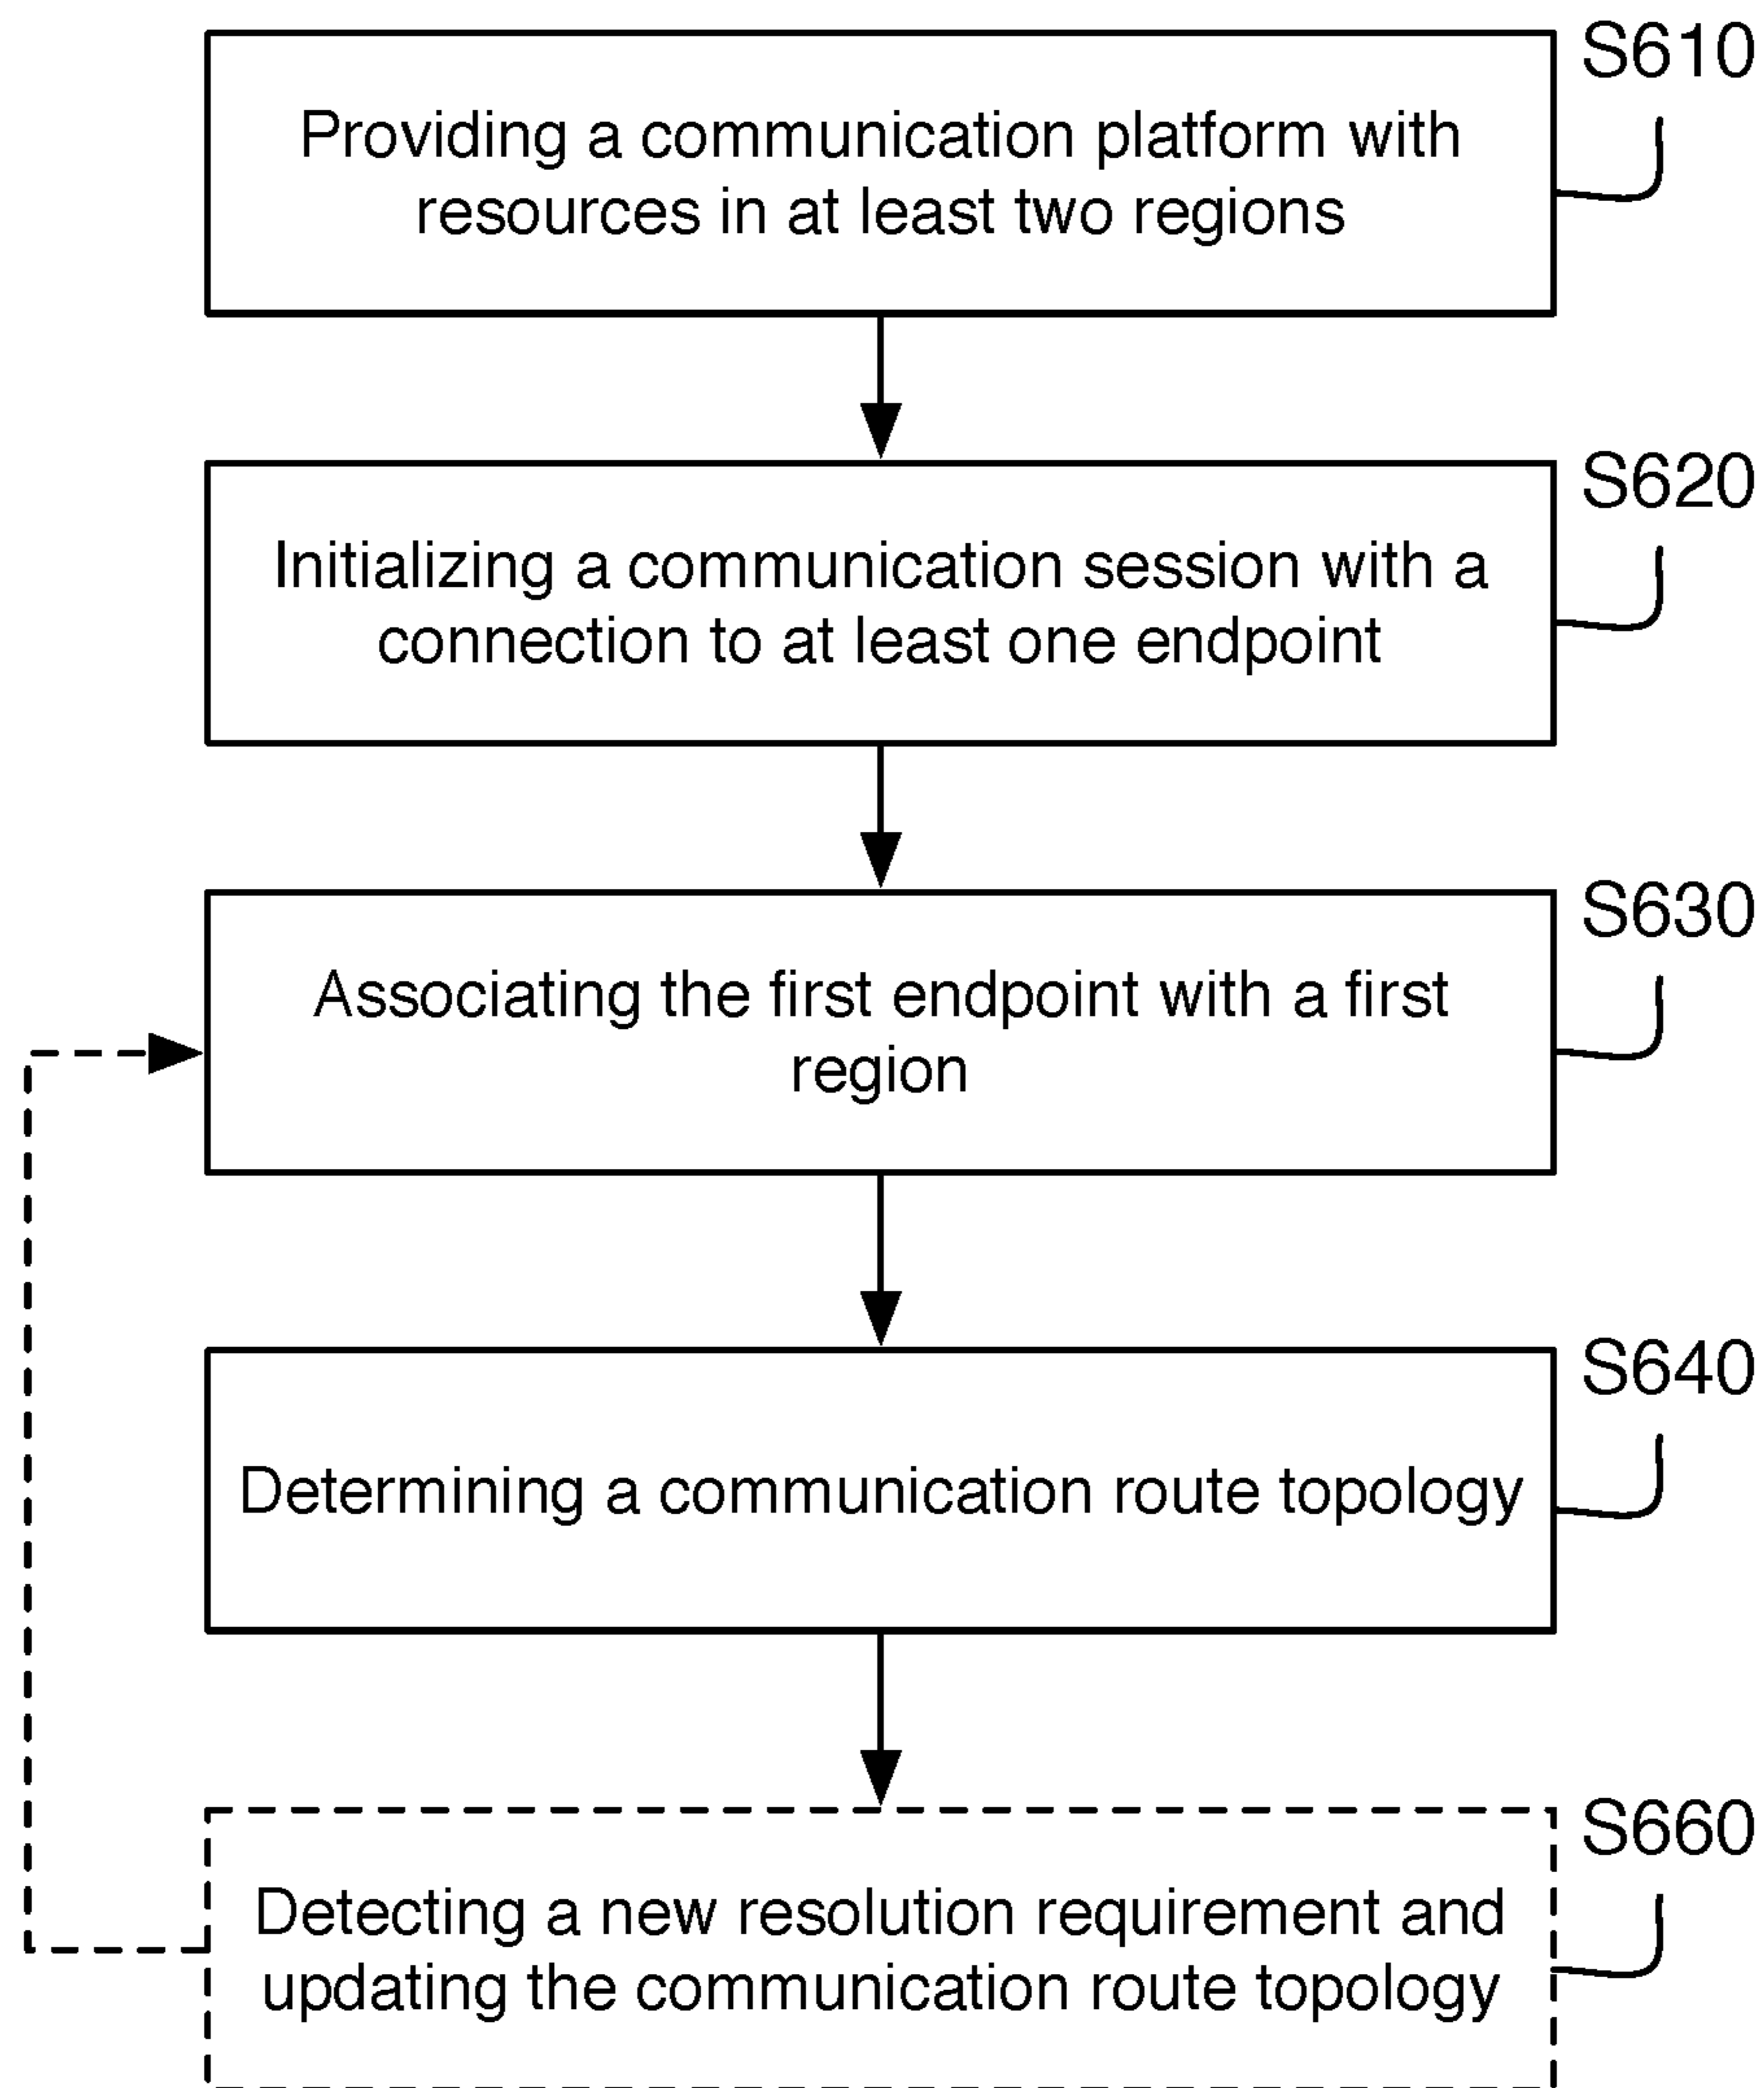 S610
Providing a communication platform with
resources in at least two regions
S620
Initializing a communication session with a
connection to at least one endpoint
S630
Associating the first endpoint with a first
region
S640
Determining a communication route topology
S660
Detecting a new resolution requirement and
updating the communication route topology